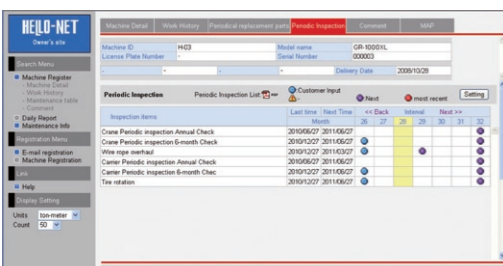 HELLO-NET
Owner's site
Machine Detail Work History Periodical replacement parts Periodic Inspection Comment MAP
Machine ID H-03 Model name GR-1000XL
License Plate Number - Serial Number 000003
- - - - Delivery Date 2008/10/28
Search Menu
Machine Register
- Machine Detail
- Work History
- Maintenance table
- Comment
Daily Report
Maintenance Info
Registration Menu
E-mail registration
Machine Registration
Link
Help
Display Setting
Units ton-meter
Count 50
Periodic Inspection Periodic Inspection List PDF Customer Input
- Next most recent Setting
Inspection items Last time Next Time << Back Interval Next >>
Month 26 27 28 29 30 31 32
Crane Periodic inspection Annual Check 2010/06/27 2011/06/27
Crane Periodic inspection 6-month Check 2010/12/27 2011/06/27
Wire rope overhaul 2010/12/27 2011/03/27
Carrier Periodic inspection Annual Check 2010/06/27 2011/06/27
Carrier Periodic inspection 6-month Chec 2010/12/27 2011/06/27
Tire rotation 2010/12/27 2011/06/27